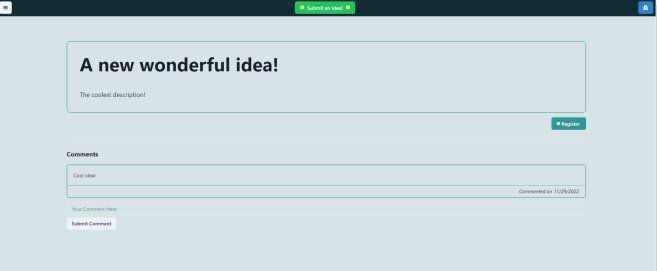 Submit an Idea!
A new wonderful idea!
The coolest description!
Register
Comments
Cool idea!
Commented on 11/29/2022
Your Comment Here
Submit Comment